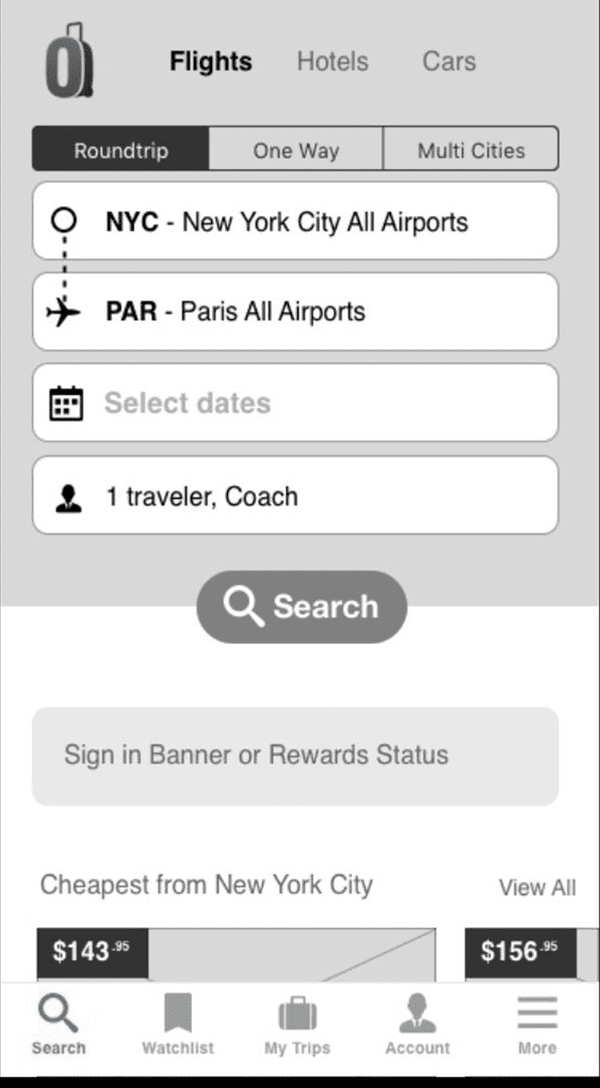 Flights Hotels Cars
Roundtrip One Way Multi Cities
NYC - New York City All Airports
PAR - Paris All Airports
Select dates
1 traveler, Coach
Search
Sign in Banner or Rewards Status
Cheapest from New York City View All
$143.95 $156.95
Search Watchlist My Trips Account More